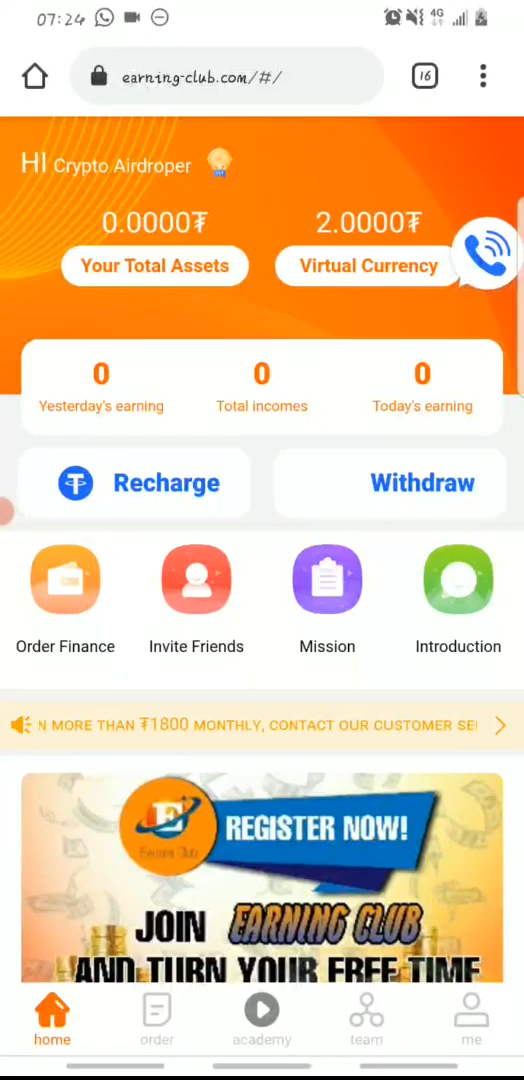 07:24
4G
earning-club.com/#/
16
HI Crypto Airdroper
0.0000₮ 2.0000₮
Your Total Assets Virtual Currency
0 0 0
Yesterday's earning Total incomes Today's earning
Recharge Withdraw
Order Finance Invite Friends Mission Introduction
N MORE THAN ₮1800 MONTHLY, CONTACT OUR CUSTOMER SE
E
REGISTER NOW!
Earning Club
JOIN EARNING CLUB
AND TURN YOUR FREE TIME
home order academy team me